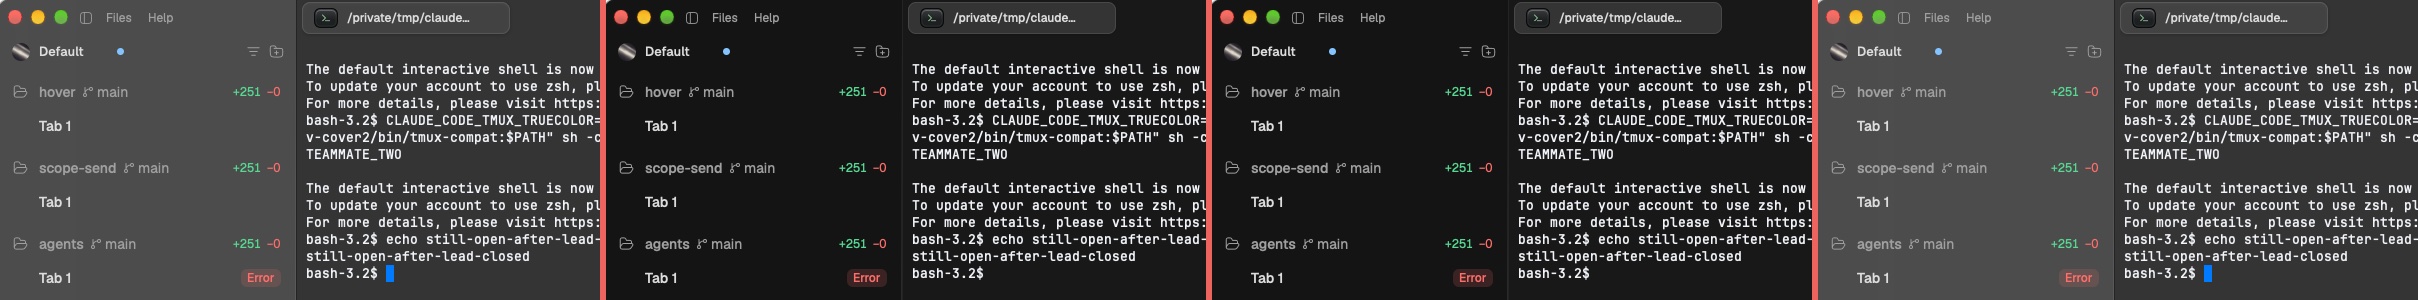 Files Help /private/tmp/claude…
Default
The default interactive shell is now
To update your account to use zsh, pl
hover main +251 −0
For more details, please visit https:
bash-3.2$ CLAUDE_CODE_TMUX_TRUECOLOR=
Tab 1
v-cover2/bin/tmux-compat:$PATH" sh -c
TEAMMATE_TWO
scope-send main +251 −0
The default interactive shell is now
Tab 1
To update your account to use zsh, pl
For more details, please visit https:
agents main +251 −0
bash-3.2$ echo still-open-after-lead-
still-open-after-lead-closed
Tab 1 Error
bash-3.2$
Files Help /private/tmp/claude…
Default
The default interactive shell is now
To update your account to use zsh, pl
hover main +251 −0
For more details, please visit https:
bash-3.2$ CLAUDE_CODE_TMUX_TRUECOLOR=
Tab 1
v-cover2/bin/tmux-compat:$PATH" sh -c
TEAMMATE_TWO
scope-send main +251 −0
The default interactive shell is now
Tab 1
To update your account to use zsh, pl
For more details, please visit https:
agents main +251 −0
bash-3.2$ echo still-open-after-lead-
still-open-after-lead-closed
Tab 1 Error
bash-3.2$
Files Help /private/tmp/claude…
Default
The default interactive shell is now
To update your account to use zsh, pl
hover main +251 −0
For more details, please visit https:
bash-3.2$ CLAUDE_CODE_TMUX_TRUECOLOR=
Tab 1
v-cover2/bin/tmux-compat:$PATH" sh -c
TEAMMATE_TWO
scope-send main +251 −0
The default interactive shell is now
Tab 1
To update your account to use zsh, pl
For more details, please visit https:
agents main +251 −0
bash-3.2$ echo still-open-after-lead-
still-open-after-lead-closed
Tab 1 Error
bash-3.2$
Files Help /private/tmp/claude…
Default
The default interactive shell is now
To update your account to use zsh, p
hover main +251 −0
For more details, please visit https:
bash-3.2$ CLAUDE_CODE_TMUX_TRUECOLOR=
Tab 1
v-cover2/bin/tmux-compat:$PATH" sh -c
TEAMMATE_TWO
scope-send main +251 −0
The default interactive shell is now
Tab 1
To update your account to use zsh, p
For more details, please visit https:
agents main +251 −0
bash-3.2$ echo still-open-after-lead-
still-open-after-lead-closed
Tab 1 Error
bash-3.2$